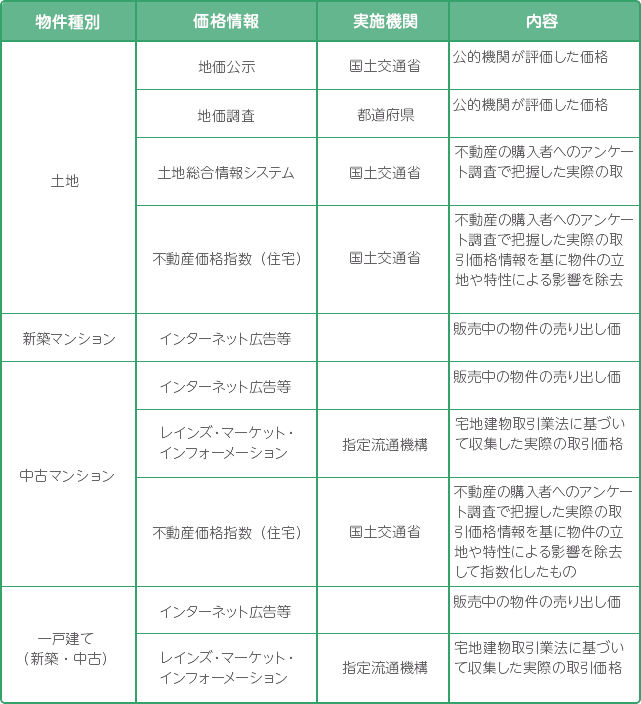 物件種別 価格情報 実施機関 内容
土地
地価公示 国土交通省 公的機関が評価した価格
地価調査 都道府県 公的機関が評価した価格
土地総合情報システム 国土交通省
不動産の購入者へのアンケー
ト調査で把握した実際の取
不動産価格指数（住宅） 国土交通省
不動産の購入者へのアンケー
ト調査で把握した実際の取
引価格情報を基に物件の立
地や特性による影響を除去
新築マンション インターネット広告等 販売中の物件の売り出し価
中古マンション
インターネット広告等 販売中の物件の売り出し価
レインズ・マーケット・
インフォーメーション
指定流通機構
宅地建物取引業法に基づい
て収集した実際の取引価格
不動産価格指数（住宅） 国土交通省
不動産の購入者へのアンケー
ト調査で把握した実際の取
引価格情報を基に物件の立
地や特性による影響を除去
して指数化したもの
一戸建て
（新築・中古）
インターネット広告等 販売中の物件の売り出し価
レインズ・マーケット・
インフォーメーション
指定流通機構
宅地建物取引業法に基づい
て収集した実際の取引価格